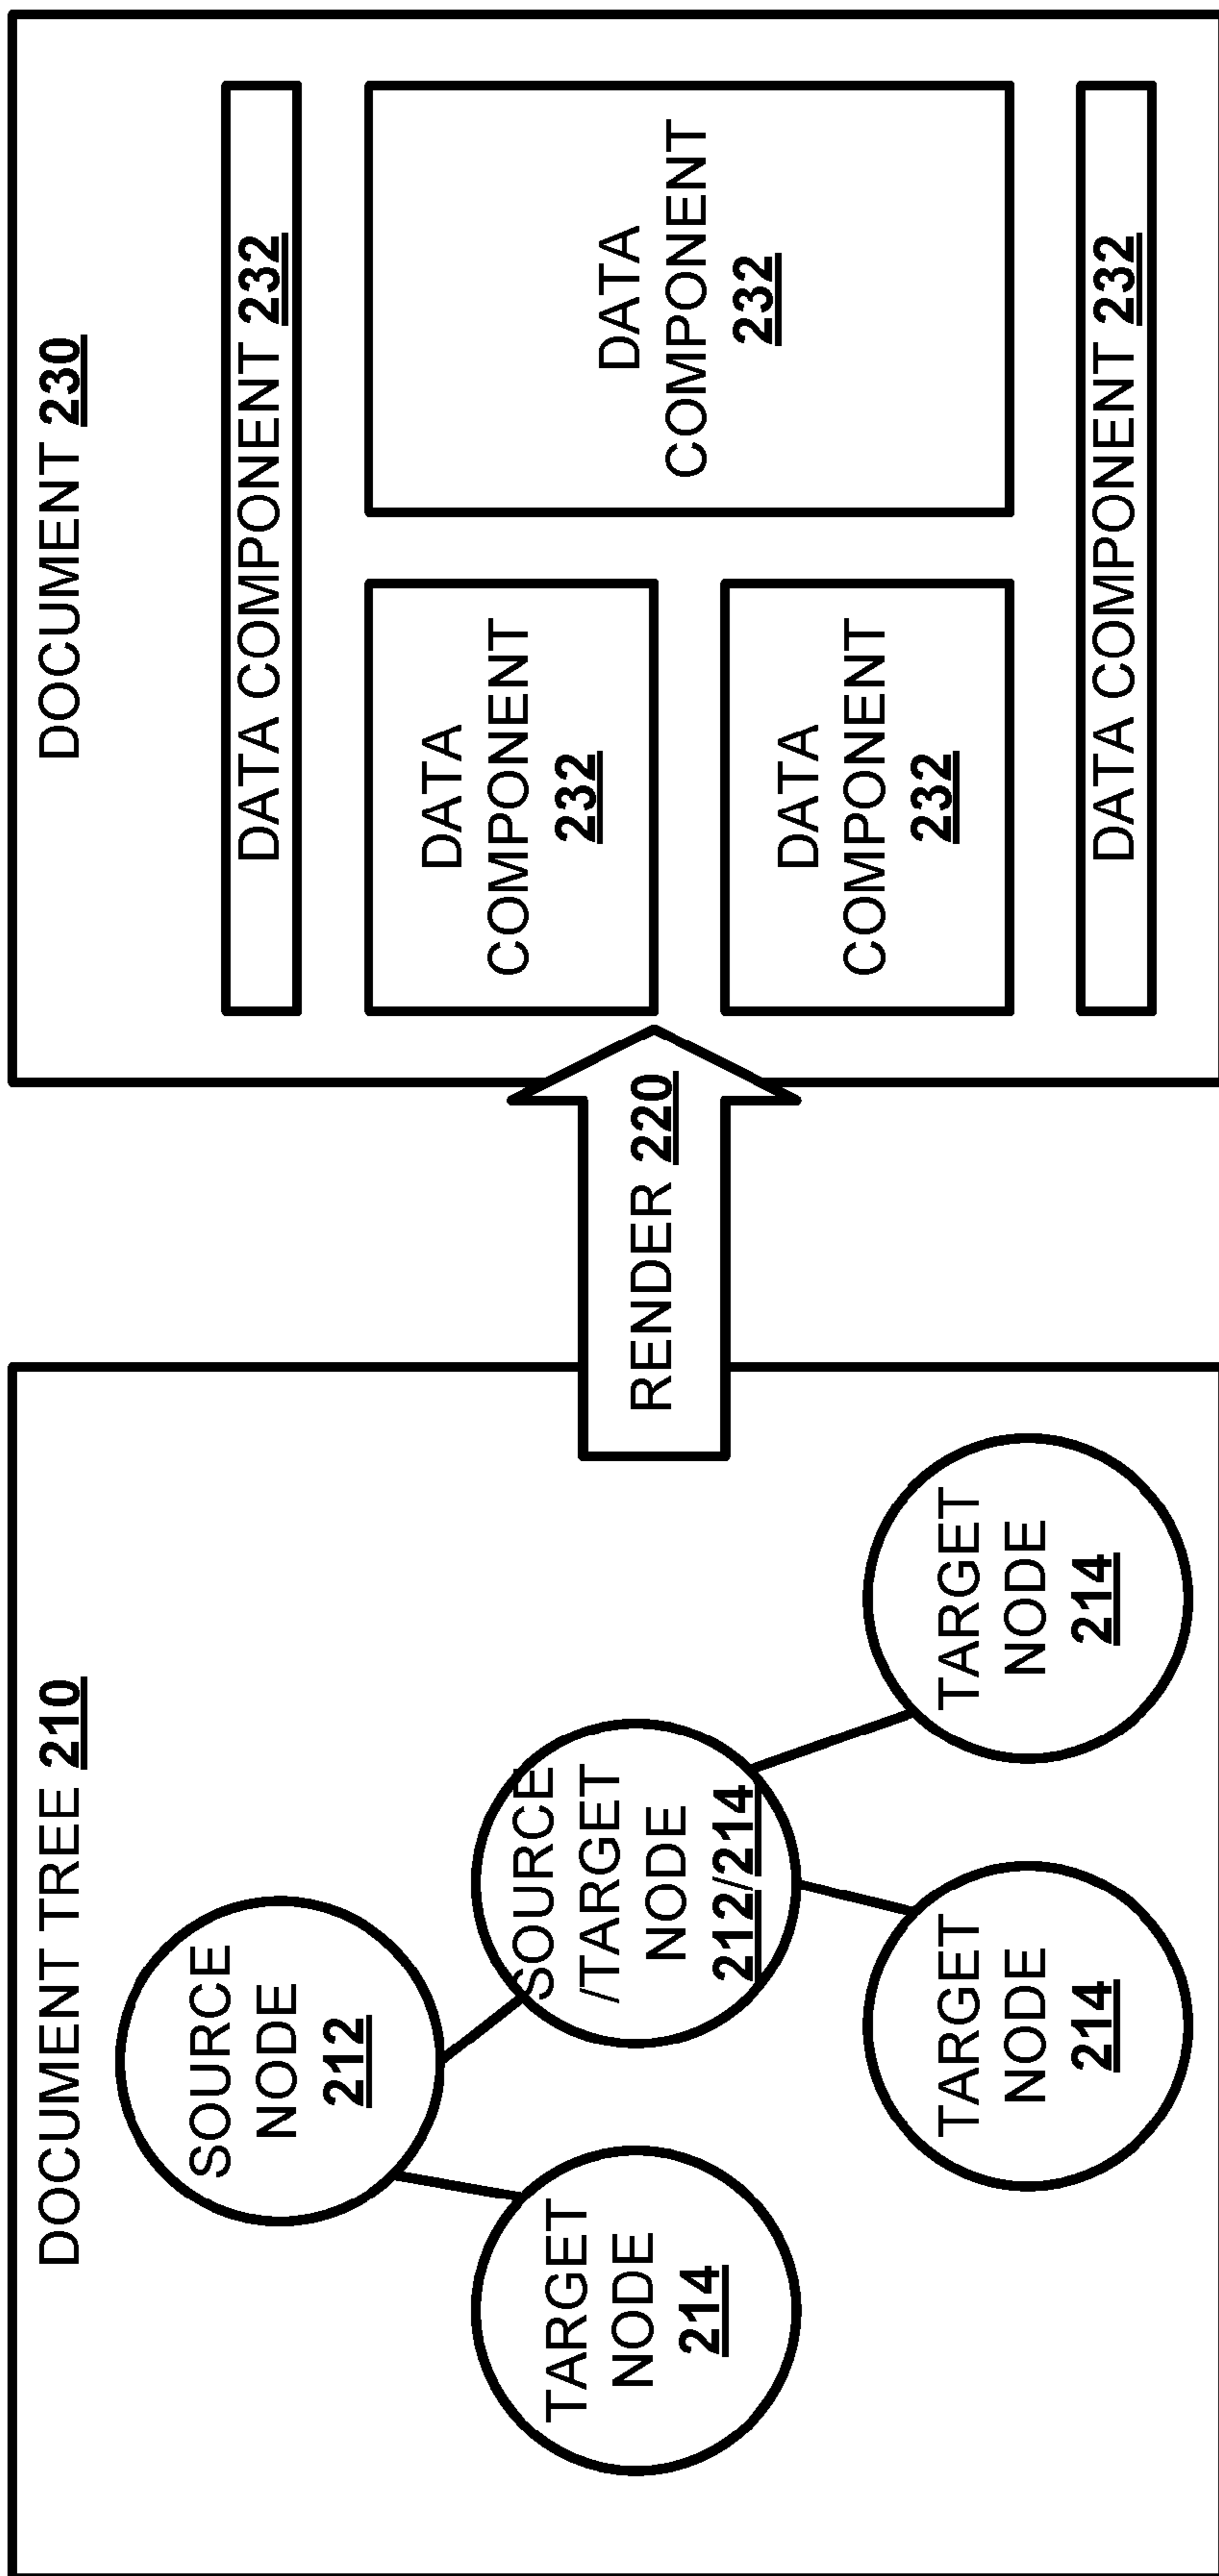 DOCUMENT TREE 210
SOURCE
NODE
212
TARGET
NODE
214
SOURCE
/TARGET
NODE
212/214
TARGET
NODE
214
TARGET
NODE
214
RENDER 220
DOCUMENT 230
DATA COMPONENT 232
DATA
COMPONENT
232
DATA
COMPONENT
232
DATA
COMPONENT
232
DATA COMPONENT 232